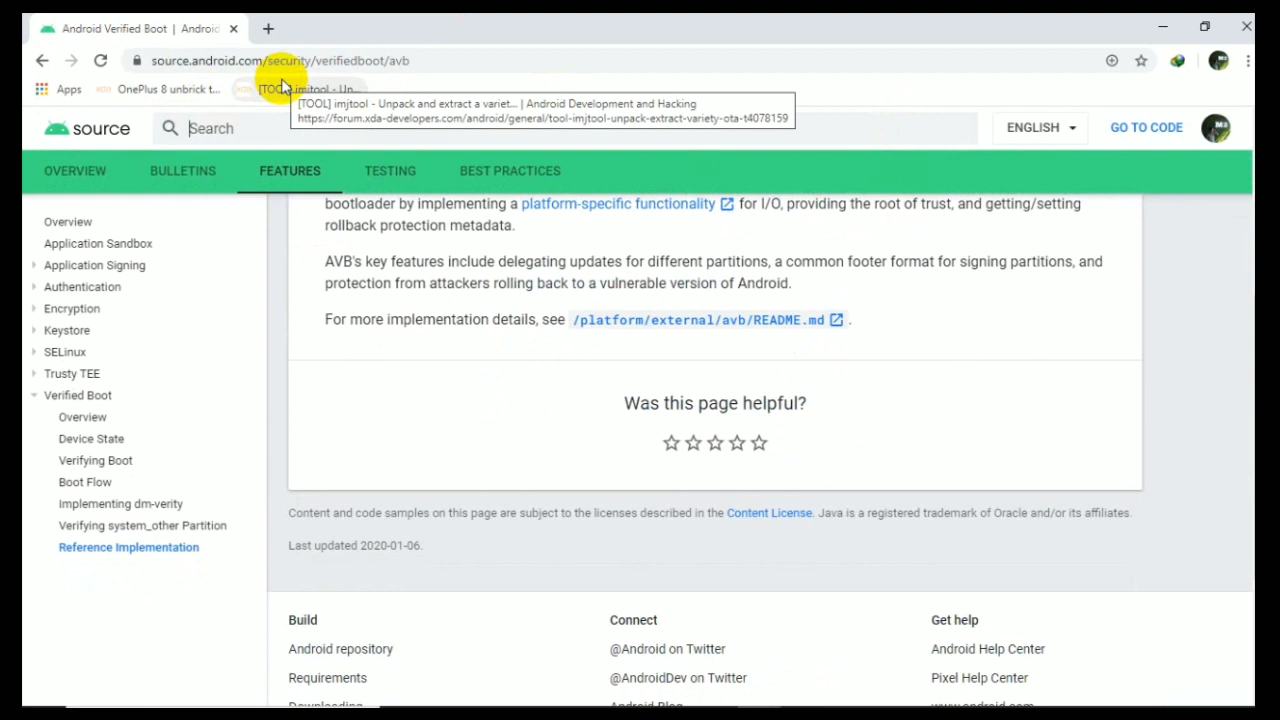 Android Verified Boot | Android
source.android.com/security/verifiedboot/avb
Apps
OnePlus 8 unbrick t...
[TOOL] imjtool - Un...
[TOOL] imjtool - Unpack and extract a variet... | Android Development and Hacking
https://forum.xda-developers.com/android/general/tool-imjtool-unpack-extract-variety-ota-t4078159
source
Search
ENGLISH
GO TO CODE
OVERVIEW
BULLETINS
FEATURES
TESTING
BEST PRACTICES
Overview
Application Sandbox
Application Signing
Authentication
Encryption
Keystore
SELinux
Trusty TEE
Verified Boot
Overview
Device State
Verifying Boot
Boot Flow
Implementing dm-verity
Verifying system_other Partition
Reference Implementation
bootloader by implementing a platform-specific functionality for I/O, providing the root of trust, and getting/setting
rollback protection metadata.
AVB's key features include delegating updates for different partitions, a common footer format for signing partitions, and
protection from attackers rolling back to a vulnerable version of Android.
For more implementation details, see /platform/external/avb/README.md .
Was this page helpful?
Content and code samples on this page are subject to the licenses described in the Content License. Java is a registered trademark of Oracle and/or its affiliates.
Last updated 2020-01-06.
Build
Android repository
Requirements
Downloading
Connect
@Android on Twitter
@AndroidDev on Twitter
Android Blog
Get help
Android Help Center
Pixel Help Center
www.android.com